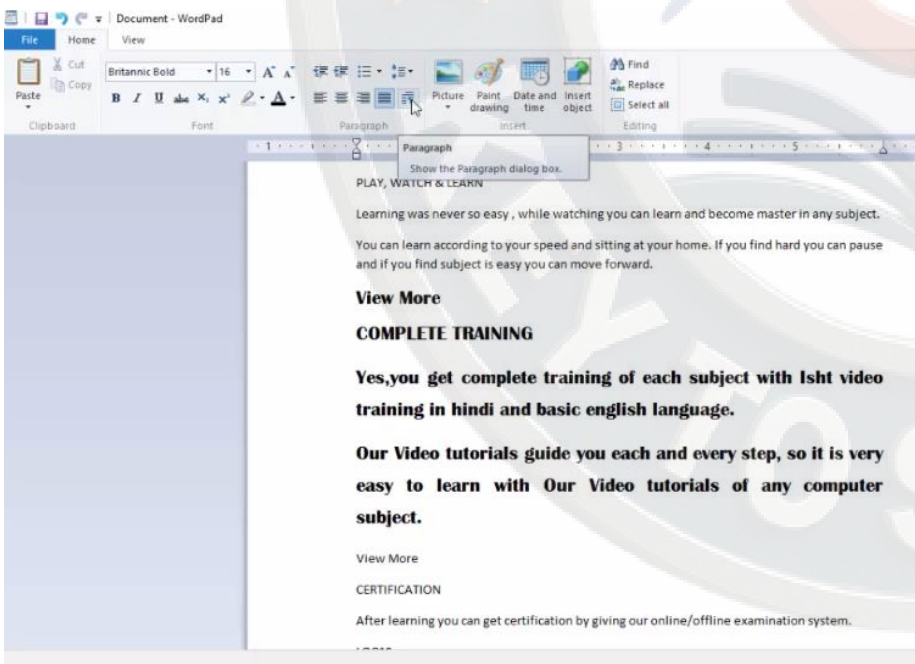 Document - WordPad
File Home View
Cut
Copy
Paste
Clipboard
Britannic Bold 16 A A
B I U abc X₂ X² A
Font
Paragraph
Picture
Paint drawing
Date and time
Insert object
Insert
Find
Replace
Select all
Editing
1 3 4 5
Paragraph
Show the Paragraph dialog box.
PLAY, WATCH & LEARN
Learning was never so easy , while watching you can learn and become master in any subject.
You can learn according to your speed and sitting at your home. If you find hard you can pause
and if you find subject is easy you can move forward.
View More
COMPLETE TRAINING
Yes,you get complete training of each subject with Isht video
training in hindi and basic english language.
Our Video tutorials guide you each and every step, so it is very
easy to learn with Our Video tutorials of any computer
subject.
View More
CERTIFICATION
After learning you can get certification by giving our online/offline examination system.